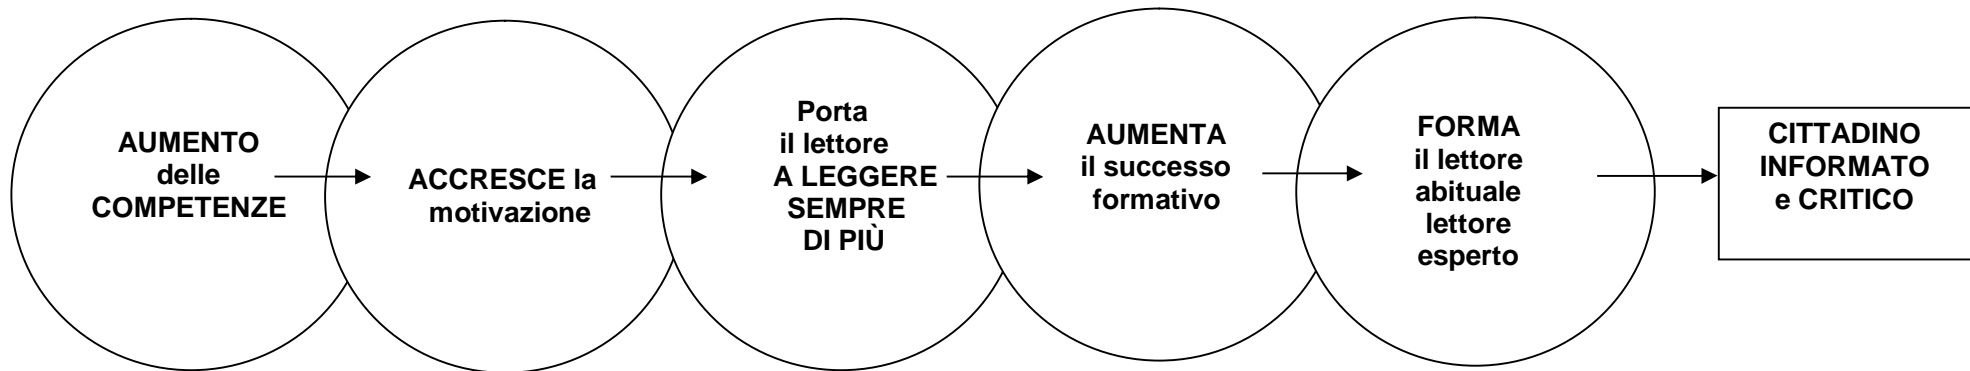 AUMENTO
delle
COMPETENZE
ACCRESCE la
motivazione
Porta
il lettore
A LEGGERE
SEMPRE
DI PIÙ
AUMENTA
il successo
formativo
FORMA
il lettore
abituale
lettore
esperto
CITTADINO
INFORMATO
e CRITICO